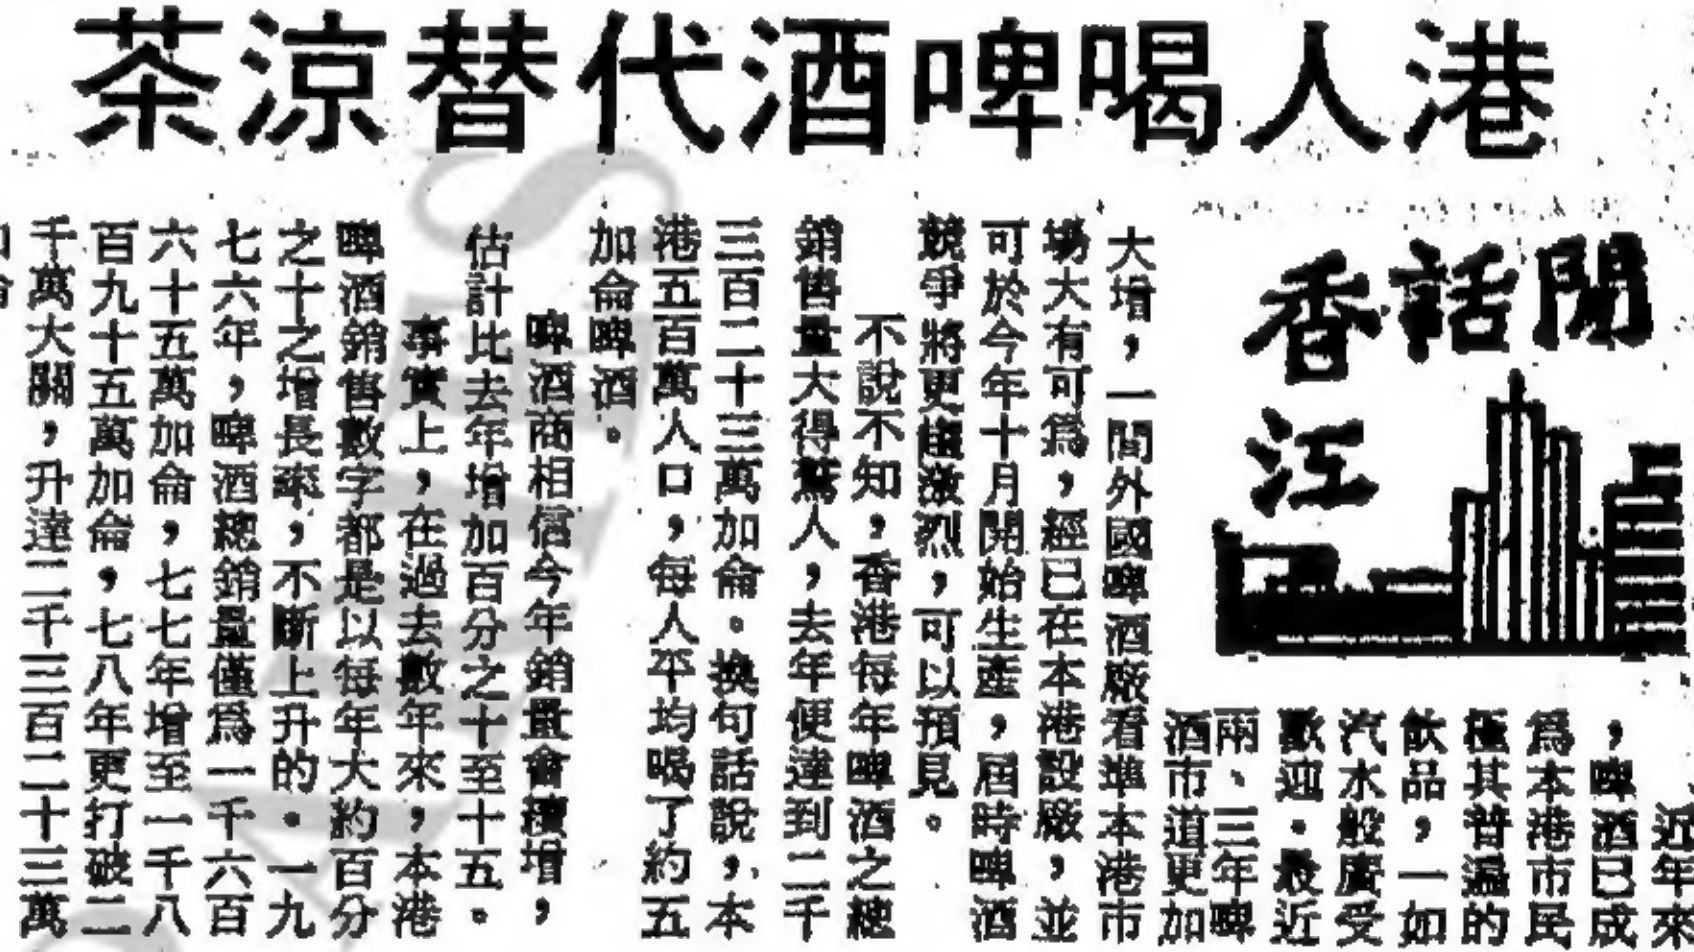 港人喝啤酒代替涼茶
閒話香江
近年來
，啤酒已成
爲本港市民
極其普遍的
飲品，一如
汽水般廣受
歡迎。最近
兩、三年啤
酒市道更加
大增，一間外國啤酒廠看準本港市
場大有可爲，經已在本港設廠，並
可於今年十月開始生產，屆時啤酒
競爭將更趨激烈，可以預見。
不說不知，香港每年啤酒之總
銷售量大得驚人，去年便達到二千
三百二十三萬加侖。換句話說，本
港五百萬人口，每人平均喝了約五
加侖啤酒。
啤酒商相信今年銷量會續增，
估計比去年增加百分之十至十五。
事實上，在過去數年來，本港
啤酒銷售數字都是以每年大約百分
之十之增長率，不斷上升的。一九
七六年，啤酒總銷量僅爲一千六百
六十五萬加侖，七七年增至一千八
百九十五萬加侖，七八年更打破二
千萬大關，升達二千三百二十三萬